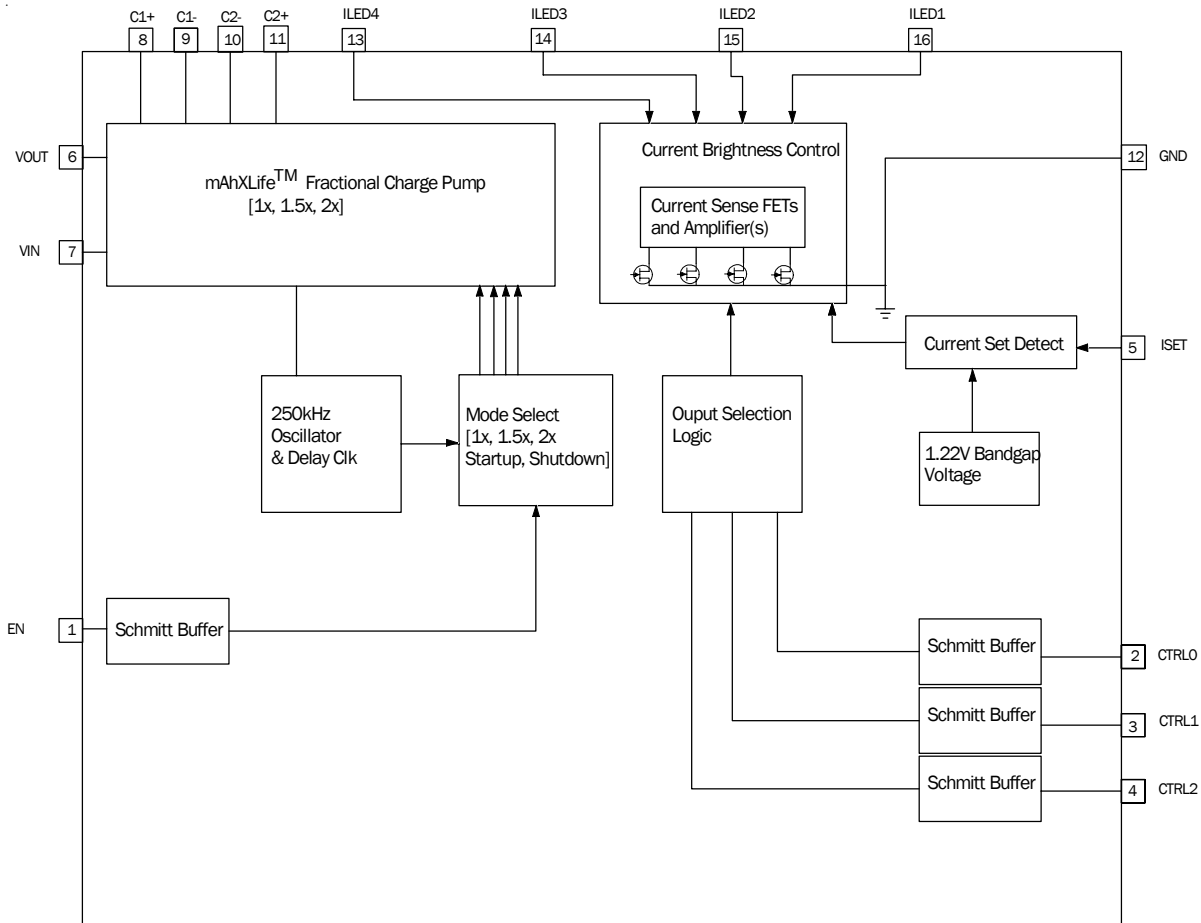 C1+ C1- C2- C2+ ILED4 ILED3 ILED2 ILED1
8 9 10 11 13 14 15 16
VOUT 6
mAhXLife™ Fractional Charge Pump
[1x, 1.5x, 2x]
VIN 7
Current Brightness Control
Current Sense FETs
and Amplifier(s)
12 GND
Current Set Detect
5 ISET
250kHz
Oscillator
& Delay Clk
Mode Select
[1x, 1.5x, 2x
Startup, Shutdown]
Ouput Selection
Logic
1.22V Bandgap
Voltage
EN 1
Schmitt Buffer
Schmitt Buffer
2 CTRL0
Schmitt Buffer
3 CTRL1
Schmitt Buffer
4 CTRL2